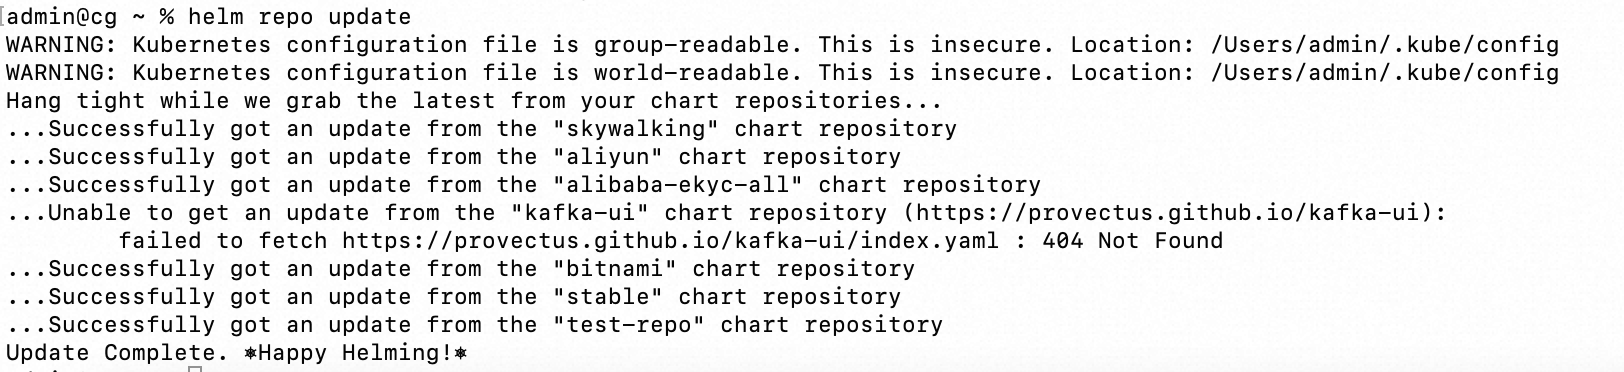 admin@cg ~ % helm repo update
WARNING: Kubernetes configuration file is group-readable. This is insecure. Location: /Users/admin/.kube/config
WARNING: Kubernetes configuration file is world-readable. This is insecure. Location: /Users/admin/.kube/config
Hang tight while we grab the latest from your chart repositories...
...Successfully got an update from the "skywalking" chart repository
...Successfully got an update from the "aliyun" chart repository
...Successfully got an update from the "alibaba-ekyc-all" chart repository
...Unable to get an update from the "kafka-ui" chart repository (https://provectus.github.io/kafka-ui):
        failed to fetch https://provectus.github.io/kafka-ui/index.yaml : 404 Not Found
...Successfully got an update from the "bitnami" chart repository
...Successfully got an update from the "stable" chart repository
...Successfully got an update from the "test-repo" chart repository
Update Complete. ⎈Happy Helming!⎈